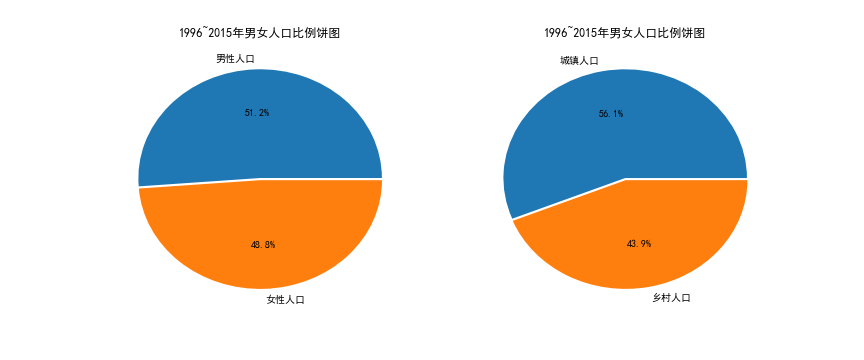 1996~2015年男女人口比例饼图
男性人口
51.2%
48.8%
女性人口
1996~2015年男女人口比例饼图
城镇人口
56.1%
43.9%
乡村人口